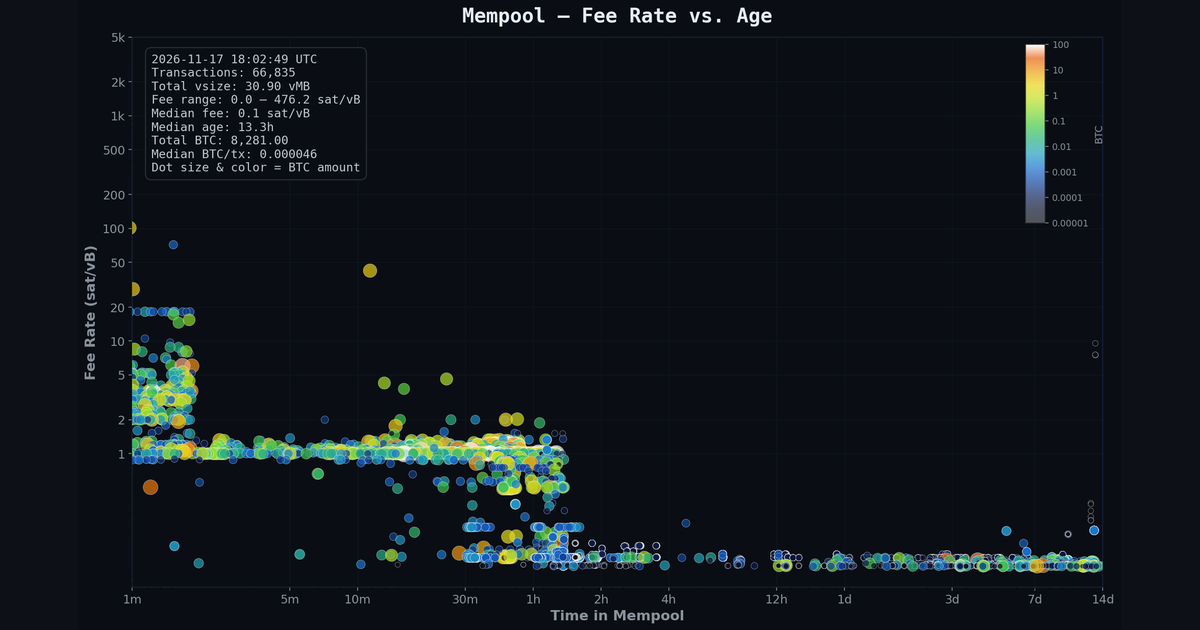 Mempool — Fee Rate vs. Age
2026-11-17 18:02:49 UTC
Transactions: 66,835
Total vsize: 30.90 vMB
Fee range: 0.0 – 476.2 sat/vB
Median fee: 0.1 sat/vB
Median age: 13.3h
Total BTC: 8,281.00
Median BTC/tx: 0.000046
Dot size & color = BTC amount
5k
2k
1k
500
200
100
50
20
10
5
2
1
Fee Rate (sat/vB)
100
10
1
0.1
0.01
0.001
0.0001
0.00001
BTC
1m 5m 10m 30m 1h 2h 4h 12h 1d 3d 7d 14d
Time in Mempool